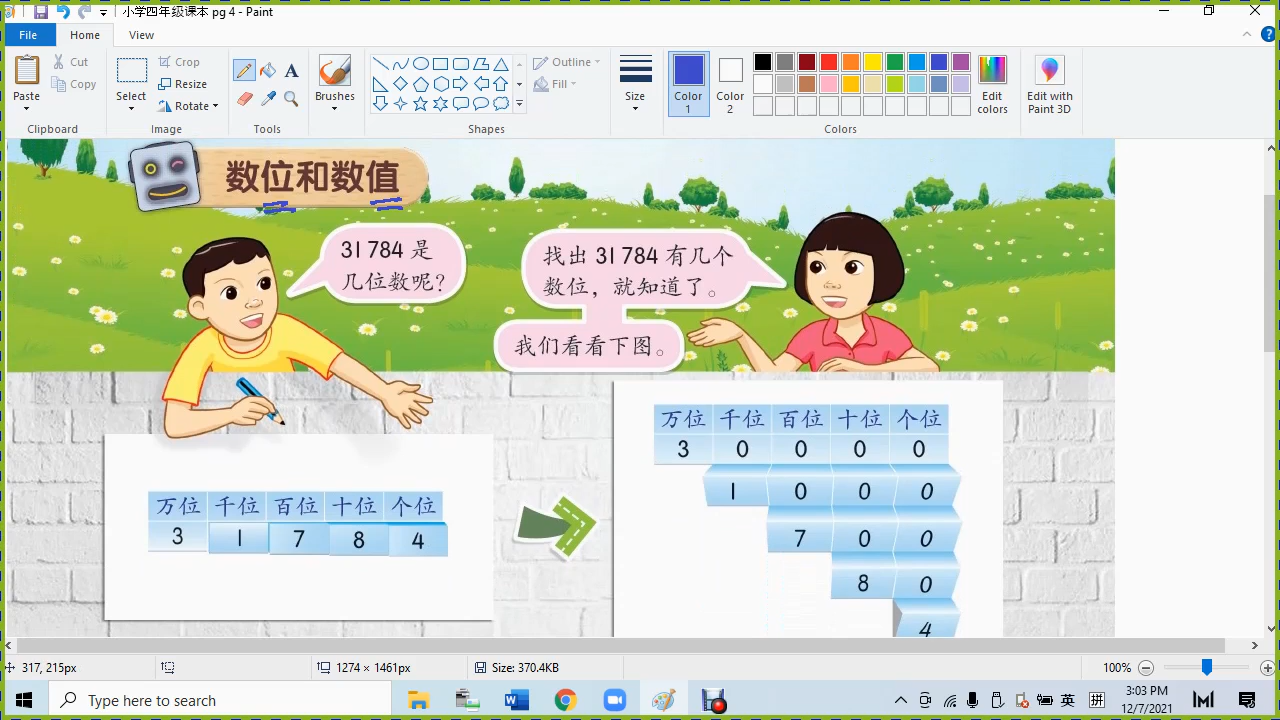 小学四年级课本 pg 4 - Paint
File Home View
Paste
Cut
Copy
Clipboard
Select
Crop
Resize
Rotate
Image
Tools
Brushes
Shapes
Outline
Fill
Size
Color 1
Color 2
Colors
Edit colors
Edit with Paint 3D
数位和数值
31 784 是
几位数呢?
找出 31 784 有几个
数位，就知道了。
我们看看下图。
万位 千位 百位 十位 个位
3 1 7 8 4
万位 千位 百位 十位 个位
3 0 0 0 0
1 0 0 0
7 0 0
8 0
4
317, 215px
1274 × 1461px
Size: 370.4KB
100%
Type here to search
英
拼
3:03 PM
12/7/2021